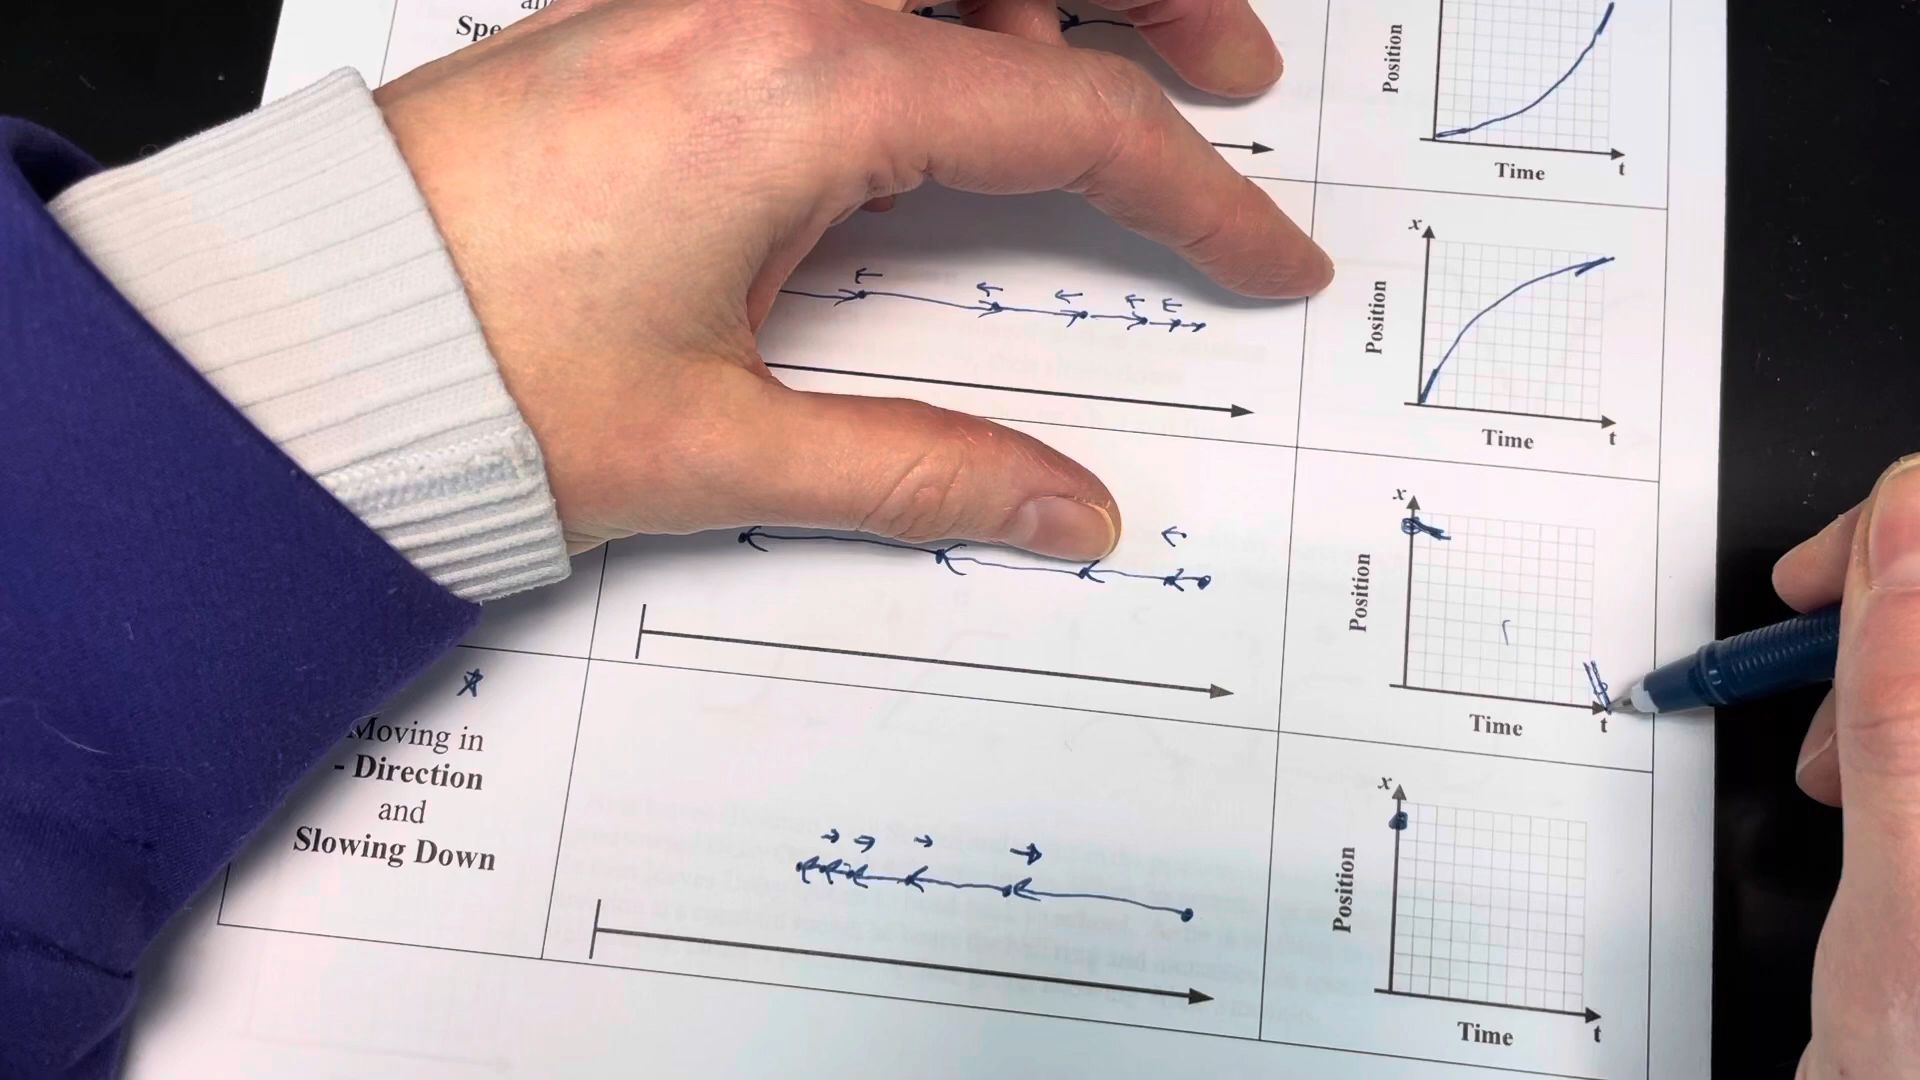 Position
Time
t
x
Position
Time
t
x
Position
Time
t
Moving in
- Direction
and
Slowing Down
x
Position
Time
t